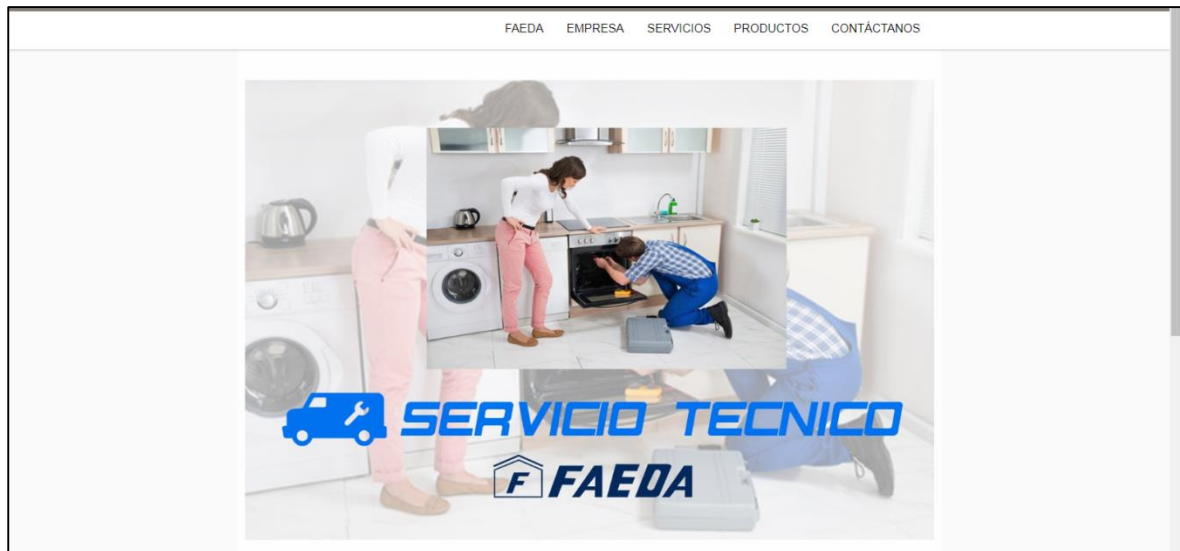 FAEDA EMPRESA SERVICIOS PRODUCTOS CONTÁCTANOS
SERVICIO TECNICO
F FAEDA